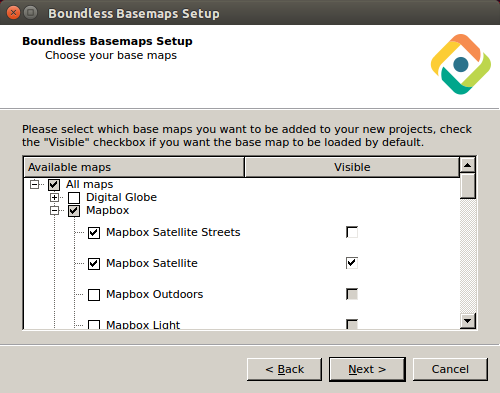 Boundless Basemaps Setup
Boundless Basemaps Setup
Choose your base maps
Please select which base maps you want to be added to your new projects, check
the "Visible" checkbox if you want the base map to be loaded by default.
Available maps Visible
All maps
Digital Globe
Mapbox
Mapbox Satellite Streets
Mapbox Satellite
Mapbox Outdoors
Mapbox Light
< Back Next > Cancel